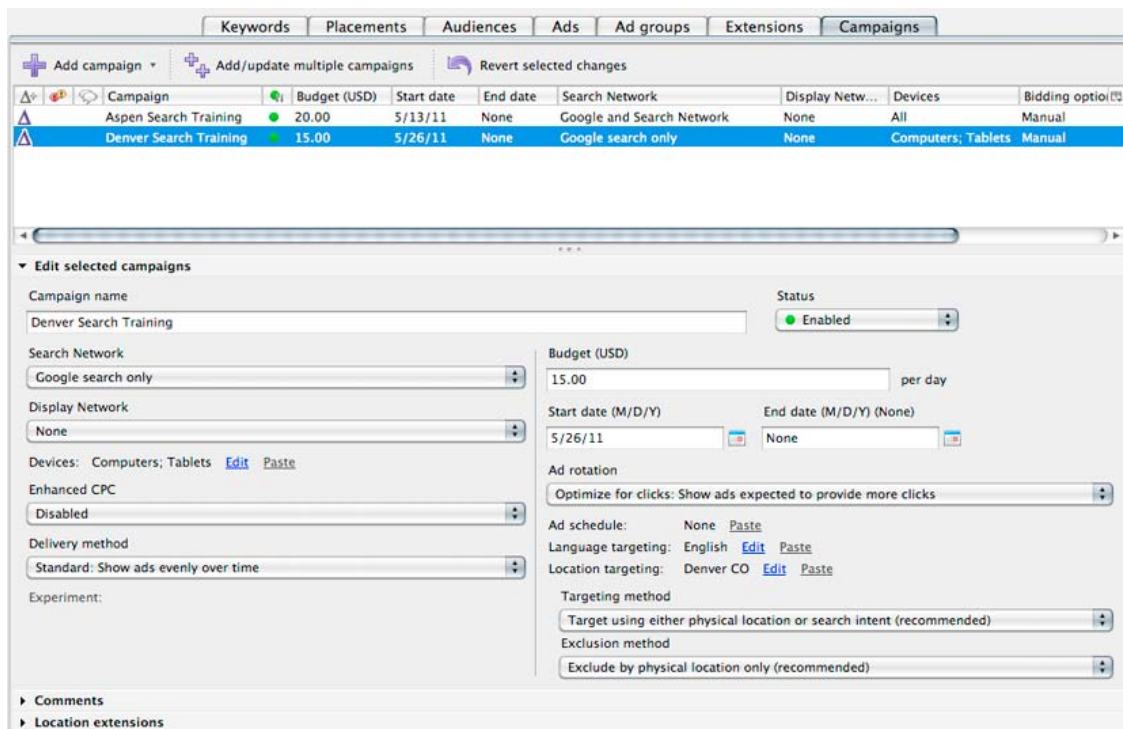 Keywords Placements Audiences Ads Ad groups Extensions Campaigns
Add campaign Add/update multiple campaigns Revert selected changes
Campaign Budget (USD) Start date End date Search Network Display Netw... Devices Bidding optio
Aspen Search Training 20.00 5/13/11 None Google and Search Network None All Manual
Denver Search Training 15.00 5/26/11 None Google search only None Computers; Tablets Manual
Edit selected campaigns
Campaign name Status
Denver Search Training Enabled
Search Network Budget (USD)
Google search only 15.00 per day
Display Network Start date (M/D/Y) End date (M/D/Y) (None)
None 5/26/11 None
Devices: Computers; Tablets Edit Paste
Ad rotation
Enhanced CPC
Disabled Optimize for clicks: Show ads expected to provide more clicks
Ad schedule: None Paste
Delivery method Language targeting: English Edit Paste
Standard: Show ads evenly over time Location targeting: Denver CO Edit Paste
Experiment: Targeting method
Target using either physical location or search intent (recommended)
Exclusion method
Exclude by physical location only (recommended)
Comments
Location extensions